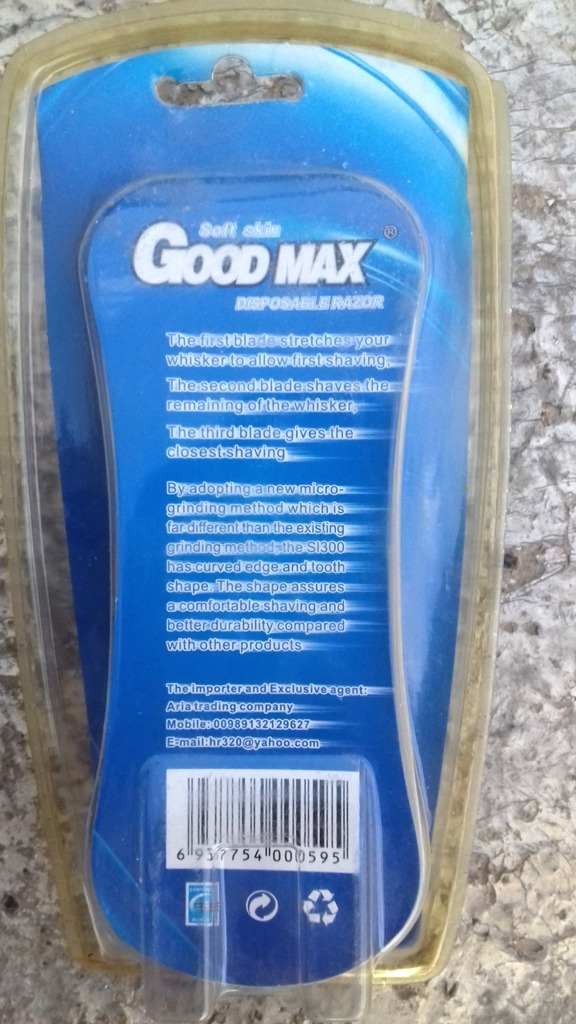 Soft skin
GOOD MAX ®
DISPOSABLE RAZOR
The first blade stretches your
whisker to allow first shaving,
The second blade shaves the
remaining of the whisker,
The third blade gives the
closest shaving
By adopting a new micro-
grinding method which is
far different than the existing
grinding method, the SI300
has curved edge and tooth
shape. The shape assures
a comfortable shaving and
better durability compared
with other products
The importer and Exclusive agent:
Aria trading company
Mobile: 00989132129627
E-mail:hr320@yahoo.com
6 937754 000595